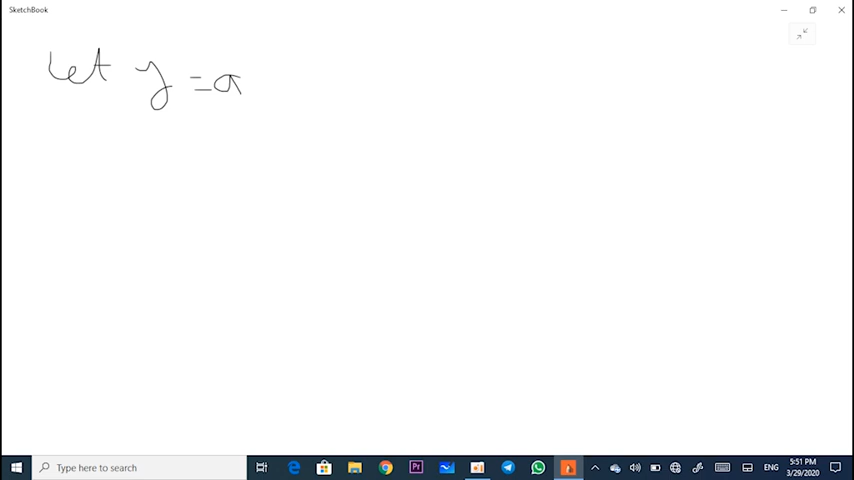 SketchBook
Let y = a
Type here to search
ENG
5:51 PM
3/29/2020